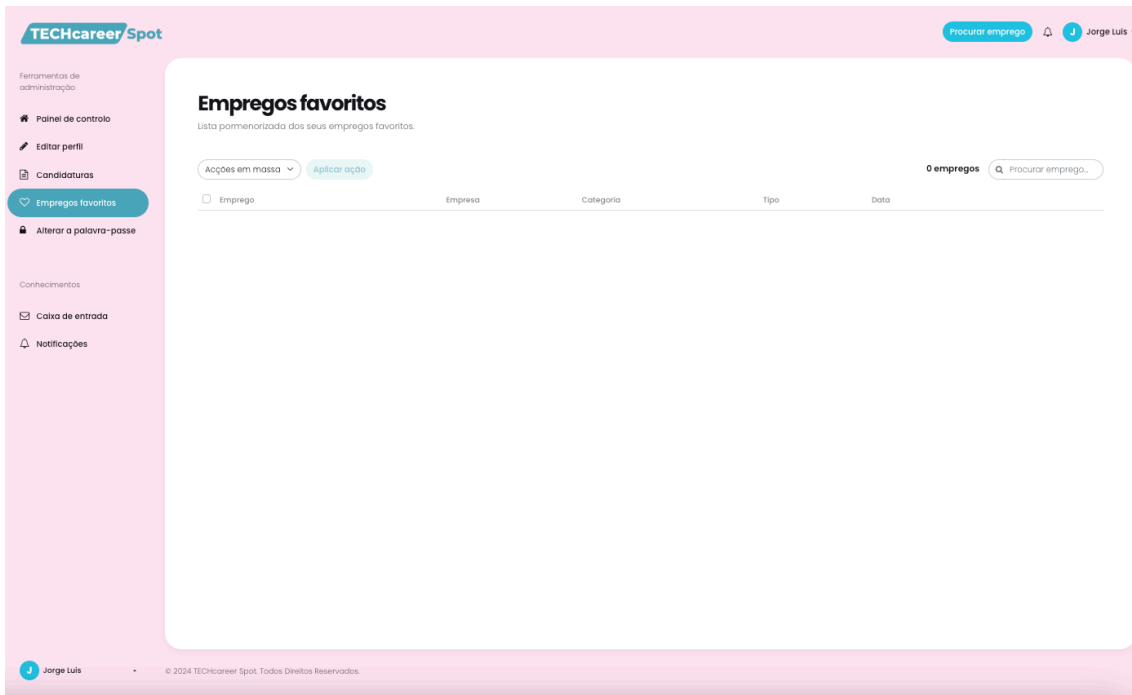 TECHcareer Spot
Procurar emprego
J Jorge Luis
Ferramentas de
administração
Painel de controlo
Editar perfil
Candidaturas
Empregos favoritos
Alterar a palavra-passe
Conhecimentos
Caixa de entrada
Notificações
Empregos favoritos
Lista pormenorizada dos seus empregos favoritos.
Acções em massa
Aplicar ação
0 empregos
Procurar emprego...
Emprego Empresa Categoria Tipo Data
J Jorge Luis
© 2024 TECHcareer Spot. Todos Direitos Reservados.